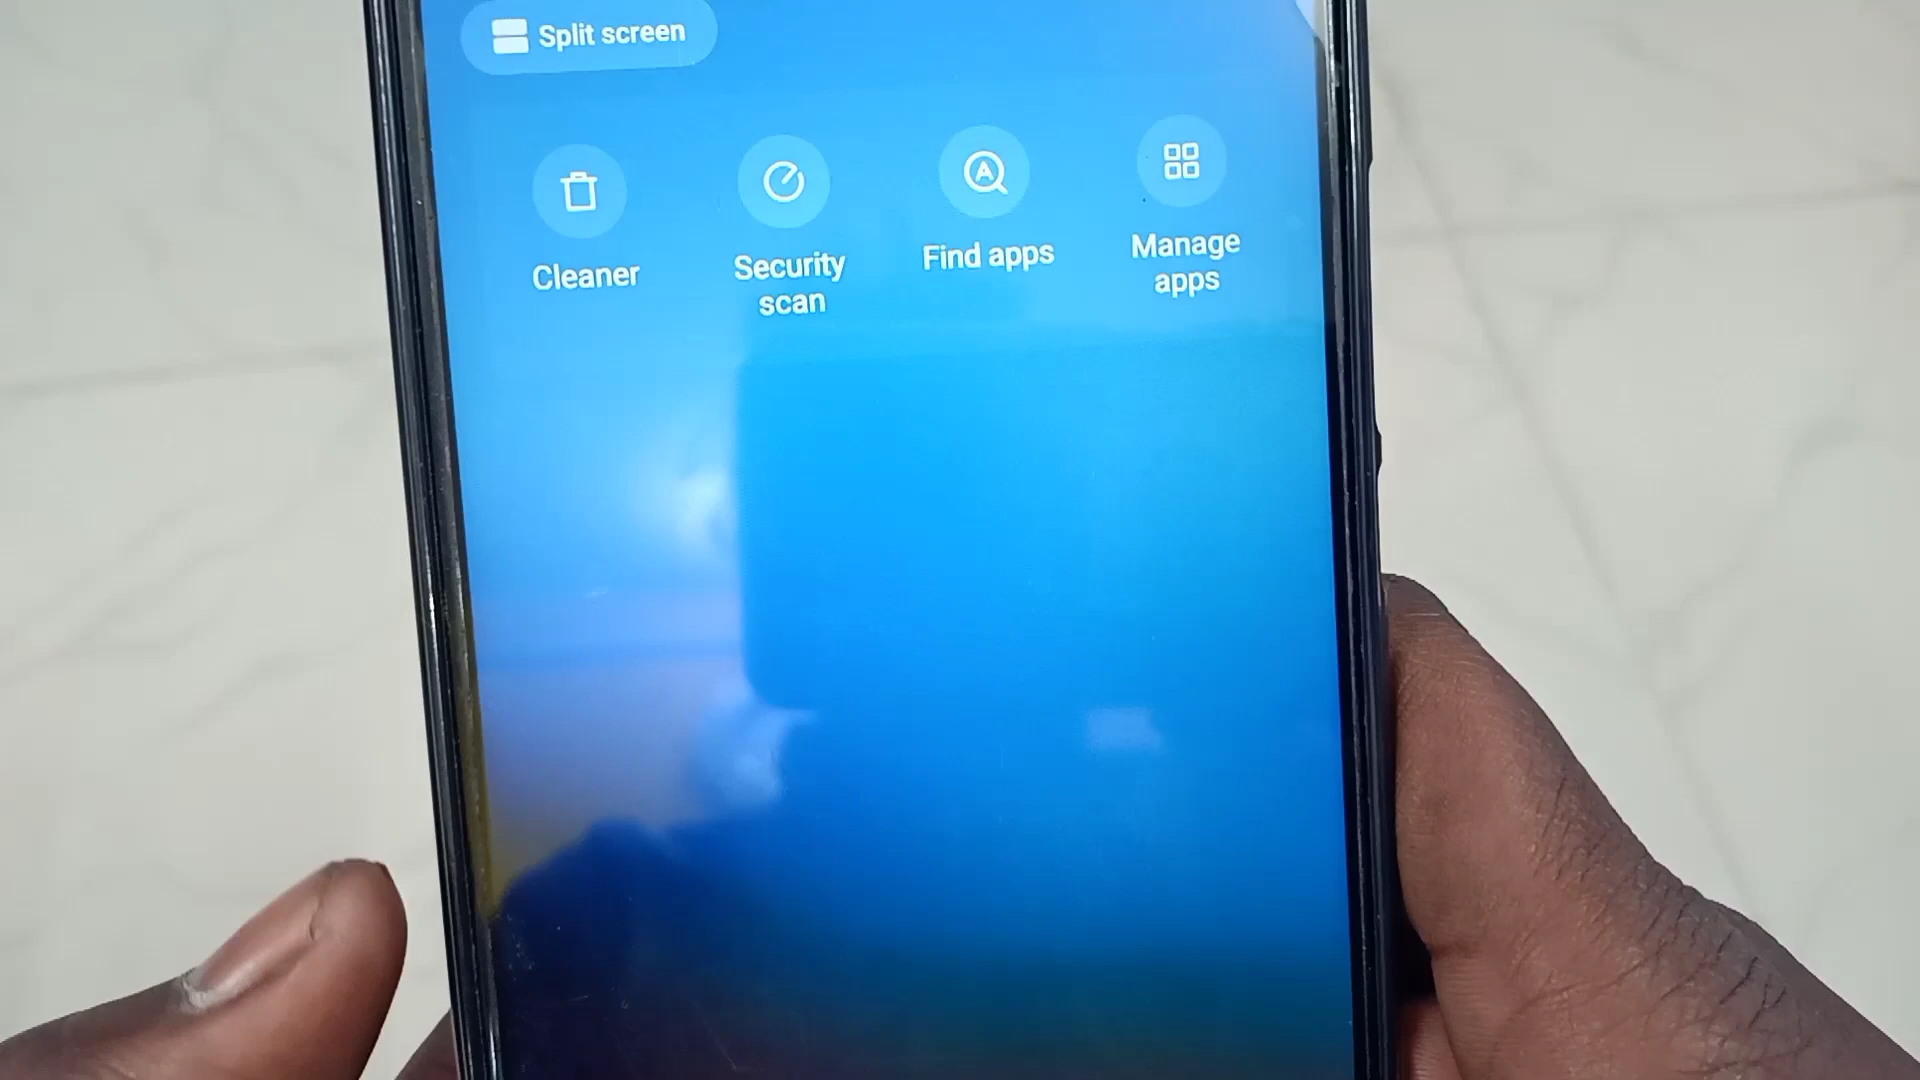 Split screen
Cleaner
Security
scan
Find apps
Manage
apps